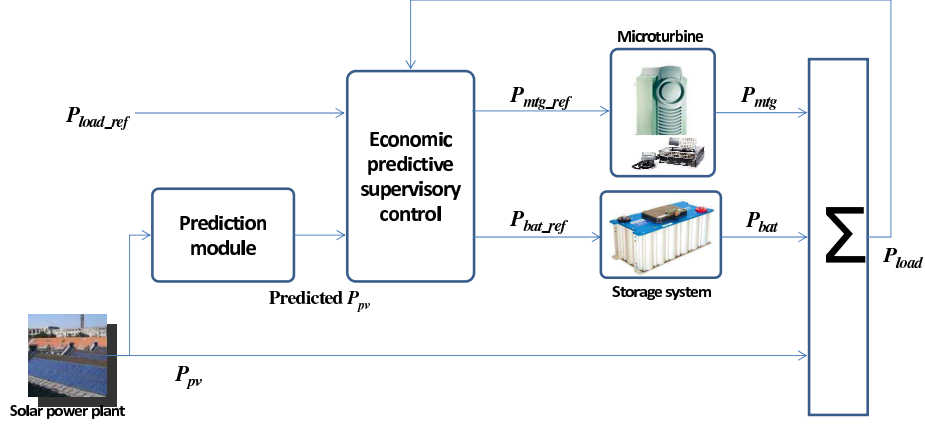 Microturbine
P_load_ref
Economic
predictive
supervisory
control
P_mtg_ref
P_mtg
Prediction
module
P_bat_ref
P_bat
Σ
P_load
Predicted P_pv
Storage system
P_pv
Solar power plant